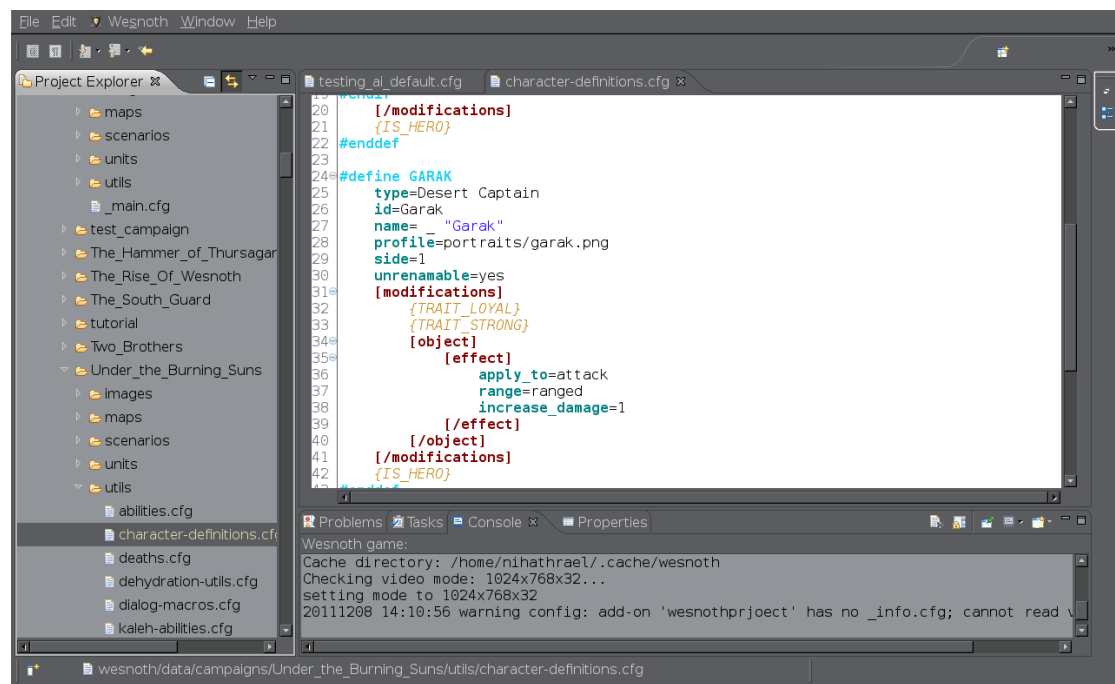 File Edit Wesnoth Window Help
Project Explorer
maps
scenarios
units
utils
_main.cfg
test_campaign
The_Hammer_of_Thursagar
The_Rise_Of_Wesnoth
The_South_Guard
tutorial
Two_Brothers
Under_the_Burning_Suns
images
maps
scenarios
units
utils
abilities.cfg
character-definitions.cf
deaths.cfg
dehydration-utils.cfg
dialog-macros.cfg
kaleh-abilities.cfg
testing_ai_default.cfg character-definitions.cfg
19 #endif
20 [/modifications]
21 {IS_HERO}
22 #enddef
23
24 #define GARAK
25 type=Desert Captain
26 id=Garak
27 name= _ "Garak"
28 profile=portraits/garak.png
29 side=1
30 unrenamable=yes
31 [modifications]
32 {TRAIT_LOYAL}
33 {TRAIT_STRONG}
34 [object]
35 [effect]
36 apply_to=attack
37 range=ranged
38 increase_damage=1
39 [/effect]
40 [/object]
41 [/modifications]
42 {IS_HERO}
43 #enddef
Problems Tasks Console Properties
Wesnoth game:
Cache directory: /home/nihathrael/.cache/wesnoth
Checking video mode: 1024x768x32...
setting mode to 1024x768x32
20111208 14:10:56 warning config: add-on 'wesnothprjoect' has no _info.cfg; cannot read v
wesnoth/data/campaigns/Under_the_Burning_Suns/utils/character-definitions.cfg